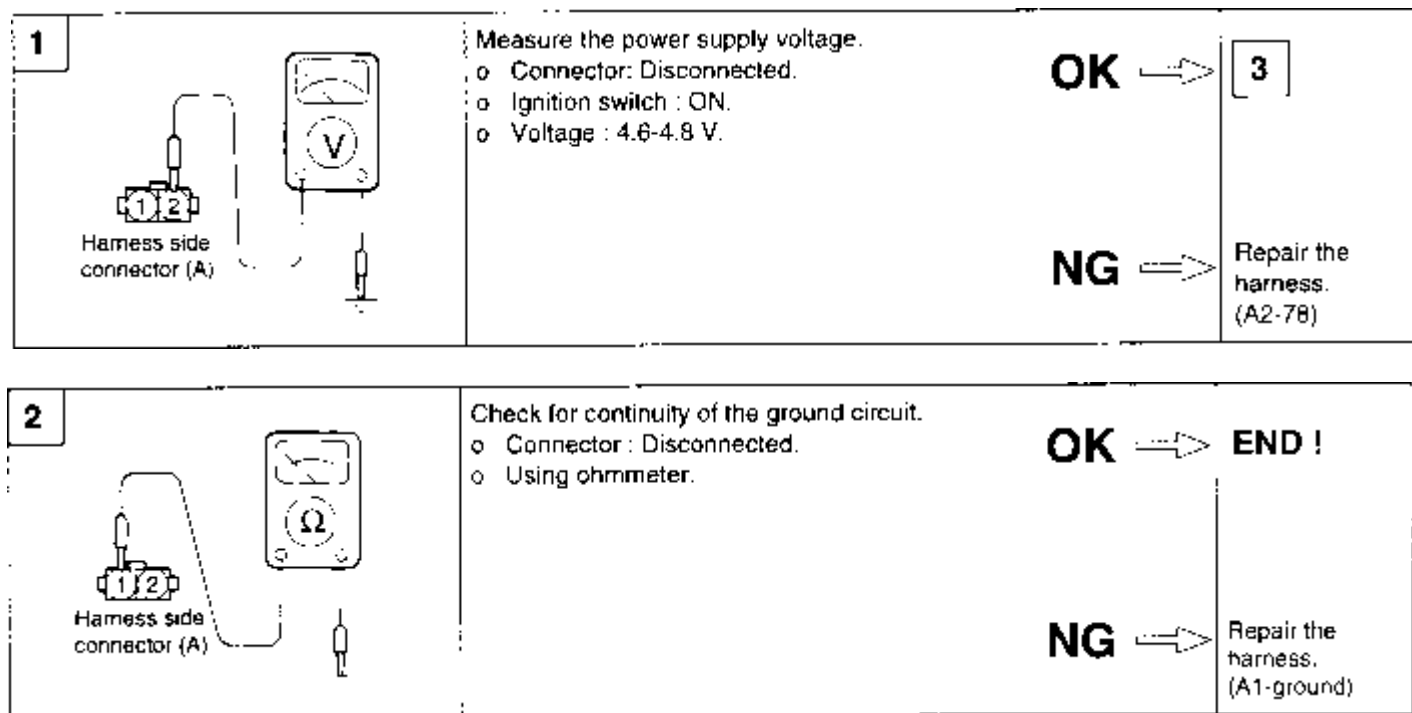 1
Measure the power supply voltage.
o Connector: Disconnected.
o Ignition switch : ON.
o Voltage : 4.6-4.8 V.
OK
3
V
1 2
Harness side
connector (A)
NG
Repair the
harness.
(A2-78)
2
Check for continuity of the ground circuit.
o Connector : Disconnected.
o Using ohmmeter.
OK
END !
Ω
1 2
Harness side
connector (A)
NG
Repair the
harness.
(A1-ground)